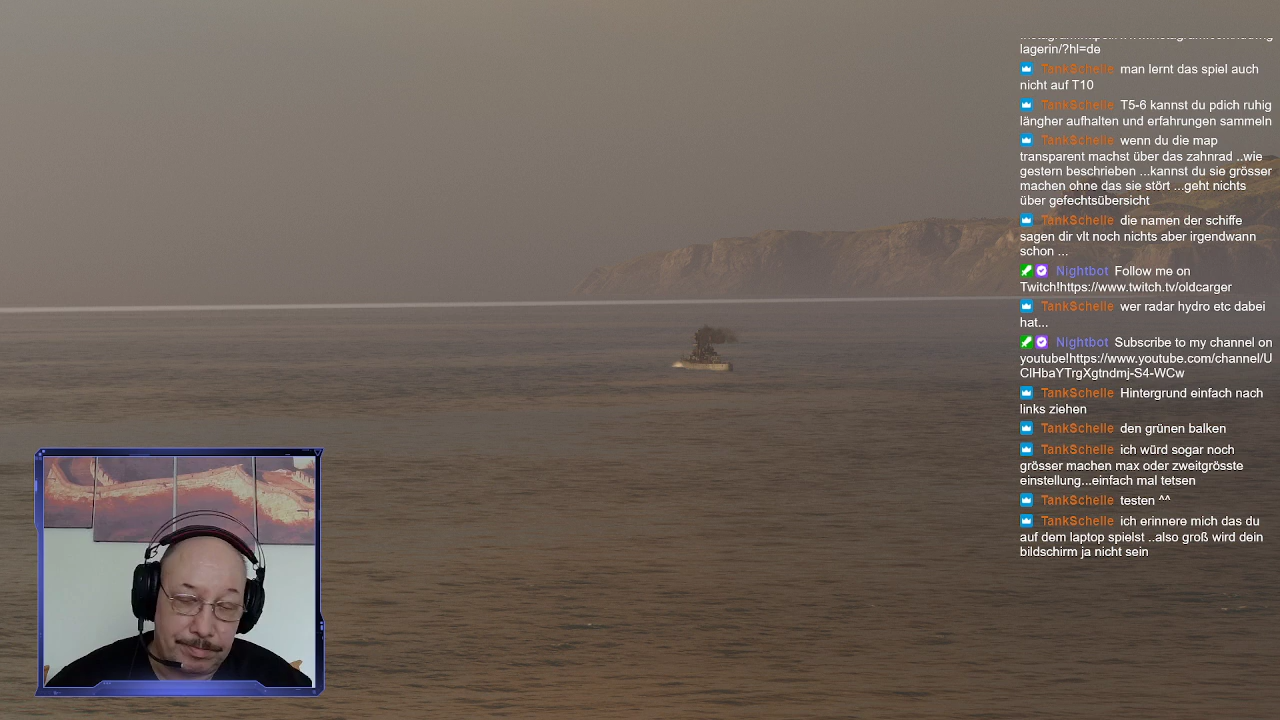 lagerin/?hl=de
TankSchelle man lernt das spiel auch
nicht auf T10
TankSchelle T5-6 kannst du pdich ruhig
längher aufhalten und erfahrungen sammeln
TankSchelle wenn du die map
transparent machst über das zahnrad ..wie
gestern beschrieben ...kannst du sie grösser
machen ohne das sie stört ...geht nichts
über gefechtsübersicht
TankSchelle die namen der schiffe
sagen dir vlt noch nichts aber irgendwann
schon ...
Nightbot Follow me on
Twitch!https://www.twitch.tv/oldcarger
TankSchelle wer radar hydro etc dabei
hat...
Nightbot Subscribe to my channel on
youtube!https://www.youtube.com/channel/U
ClHbaYTrgXgtndmj-S4-WCw
TankSchelle Hintergrund einfach nach
links ziehen
TankSchelle den grünen balken
TankSchelle ich würd sogar noch
grösser machen max oder zweitgrösste
einstellung...einfach mal tetsen
TankSchelle testen ^^
TankSchelle ich erinnere mich das du
auf dem laptop spielst ..also groß wird dein
bildschirm ja nicht sein